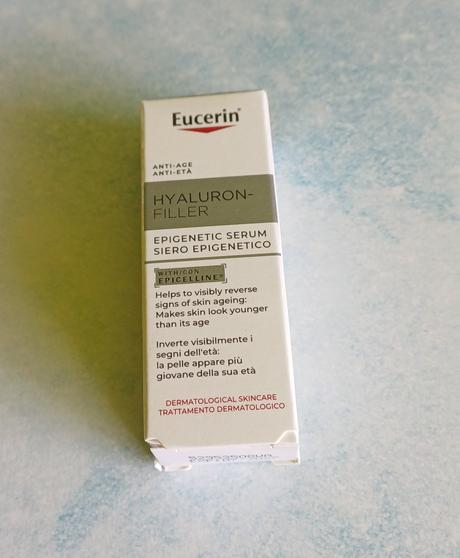 Eucerin®
ANTI-AGE
ANTI-ETÀ
HYALURON-
FILLER
EPIGENETIC SERUM
SIERO EPIGENETICO
WITH/CON
EPICELLINE®
Helps to visibly reverse
signs of skin ageing:
Makes skin look younger
than its age
Inverte visibilmente i
segni dell'età:
la pelle appare più
giovane della sua età
DERMATOLOGICAL SKINCARE
TRATTAMENTO DERMATOLOGICO